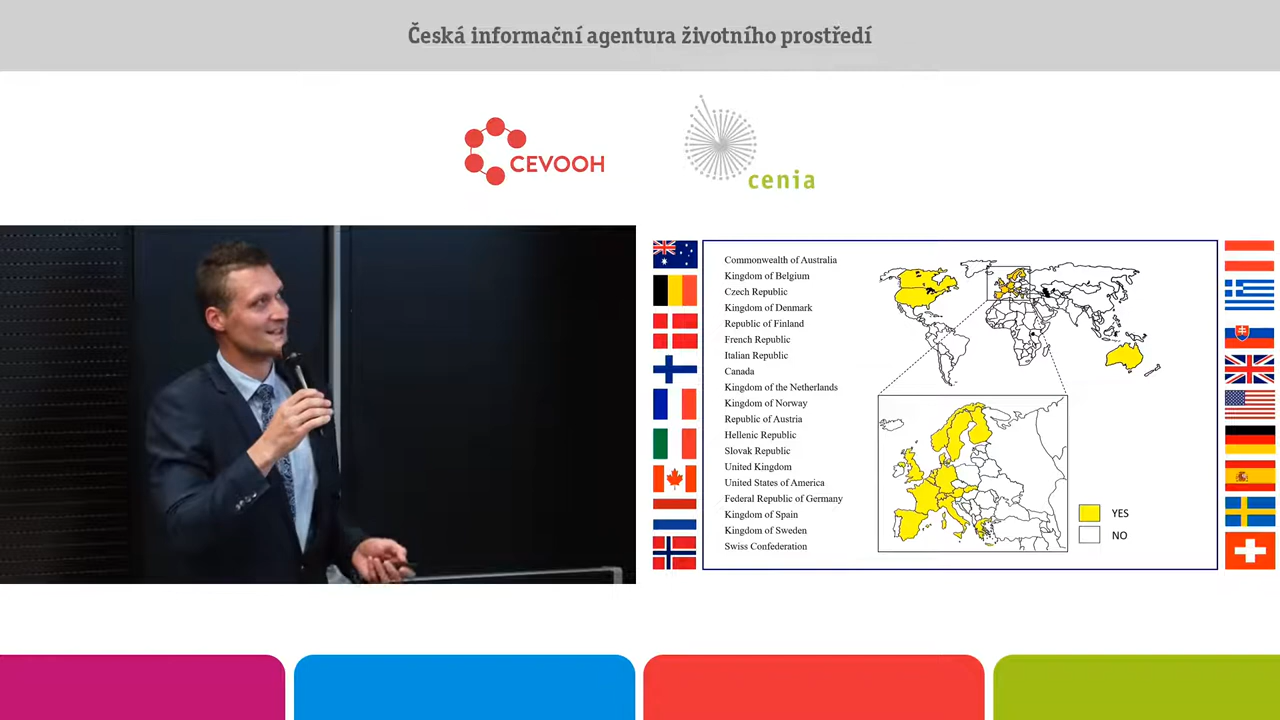 Česká informační agentura životního prostředí
CEVOOH
cenia
Commonwealth of Australia
Kingdom of Belgium
Czech Republic
Kingdom of Denmark
Republic of Finland
French Republic
Italian Republic
Canada
Kingdom of the Netherlands
Kingdom of Norway
Republic of Austria
Hellenic Republic
Slovak Republic
United Kingdom
United States of America
Federal Republic of Germany
Kingdom of Spain
Kingdom of Sweden
Swiss Confederation
YES
NO